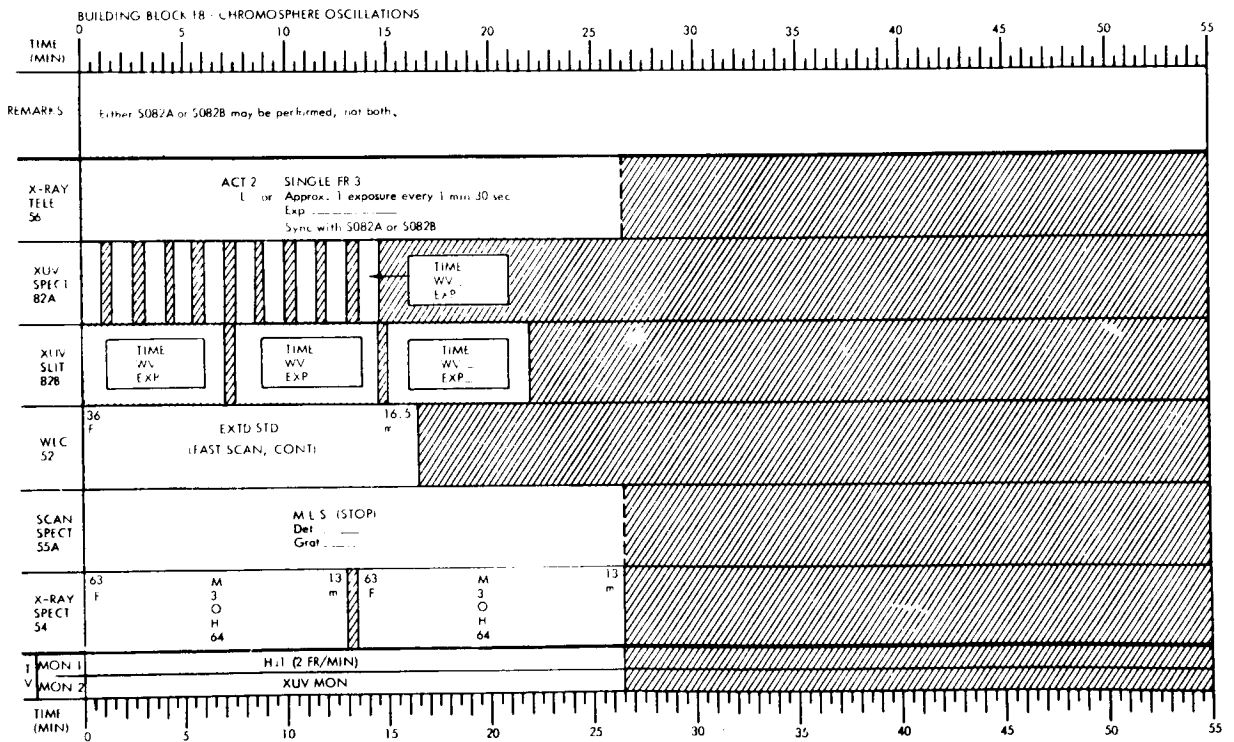 BUILDING BLOCK 18 - CHROMOSPHERE OSCILLATIONS
TIME (MIN) 0 5 10 15 20 25 30 35 40 45 50 55
REMARKS
Either S082A or S082B may be performed, not both.
X-RAY
TELE
56
ACT 2 SINGLE FR 3
L or Approx. 1 exposure every 1 min 30 sec
Exp
Sync with S082A or S082B
XUV
SPECT
82A
TIME
WV
EXP
XUV
SLIT
82B
TIME
WV
EXP
TIME
WV
EXP
TIME
WV
EXP
WLC
52
36
F
EXTD STD
(FAST SCAN, CONT)
16.5
m
SCAN
SPECT
55A
M L S (STOP)
Det
Grat
X-RAY
SPECT
54
63
F
M
3
O
H
64
13
m
63
F
M
3
O
H
64
13
m
T
V
MON 1
(2 FR/MIN)
MON 2
XUV MON
TIME (MIN) 0 5 10 15 20 25 30 35 40 45 50 55